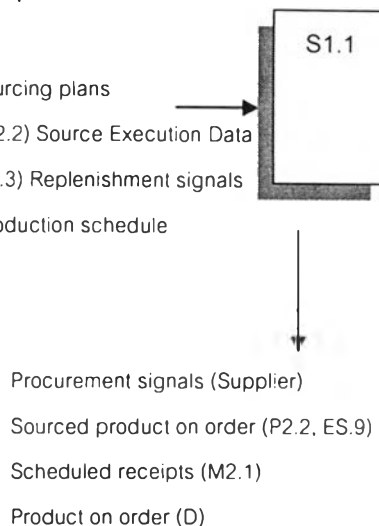 S1.1
urcing plans
2.2) Source Execution Data
.3) Replenishment signals
oduction schedule
Procurement signals (Supplier)
Sourced product on order (P2.2, ES.9)
Scheduled receipts (M2.1)
Product on order (D)